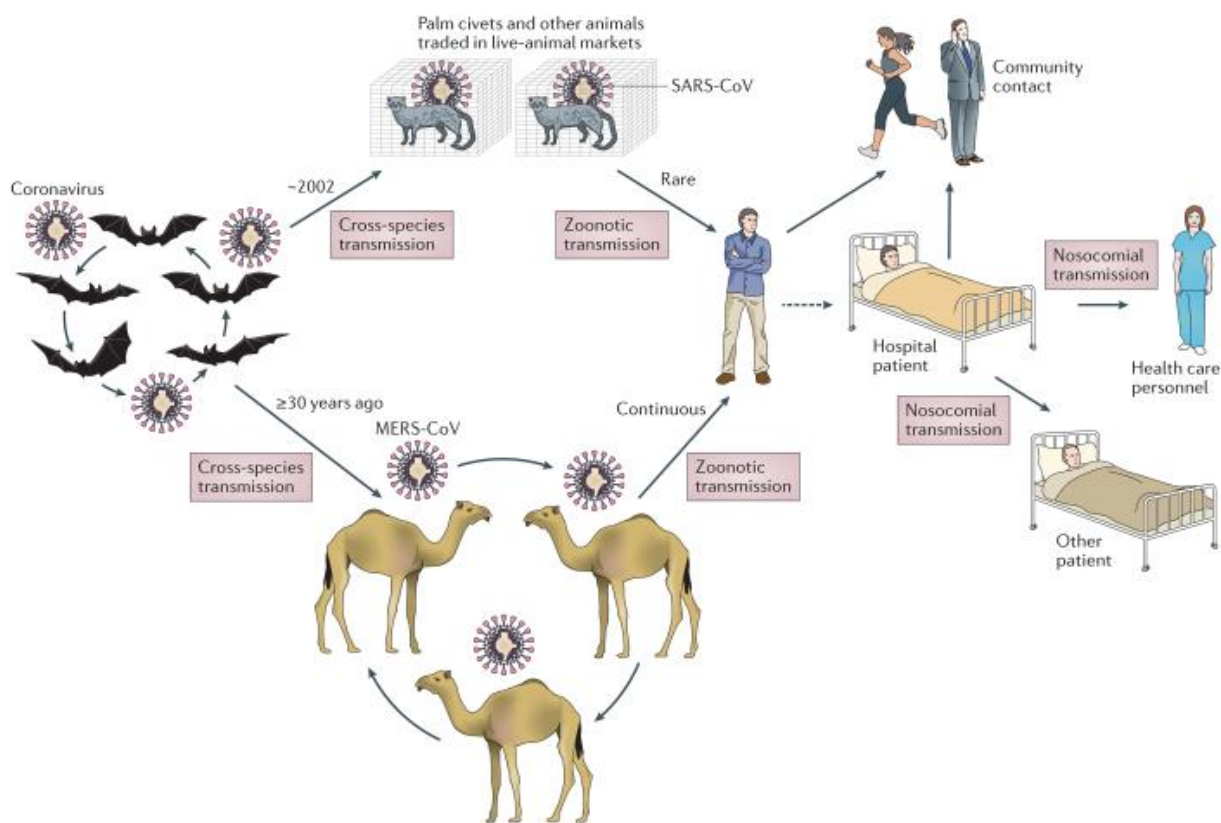 Palm civets and other animals
traded in live-animal markets
SARS-CoV
Community
contact
Coronavirus
~2002
Rare
Cross-species
transmission
Zoonotic
transmission
Nosocomial
transmission
Hospital
patient
Health care
personnel
≥30 years ago
Continuous
Nosocomial
transmission
MERS-CoV
Cross-species
transmission
Zoonotic
transmission
Other
patient